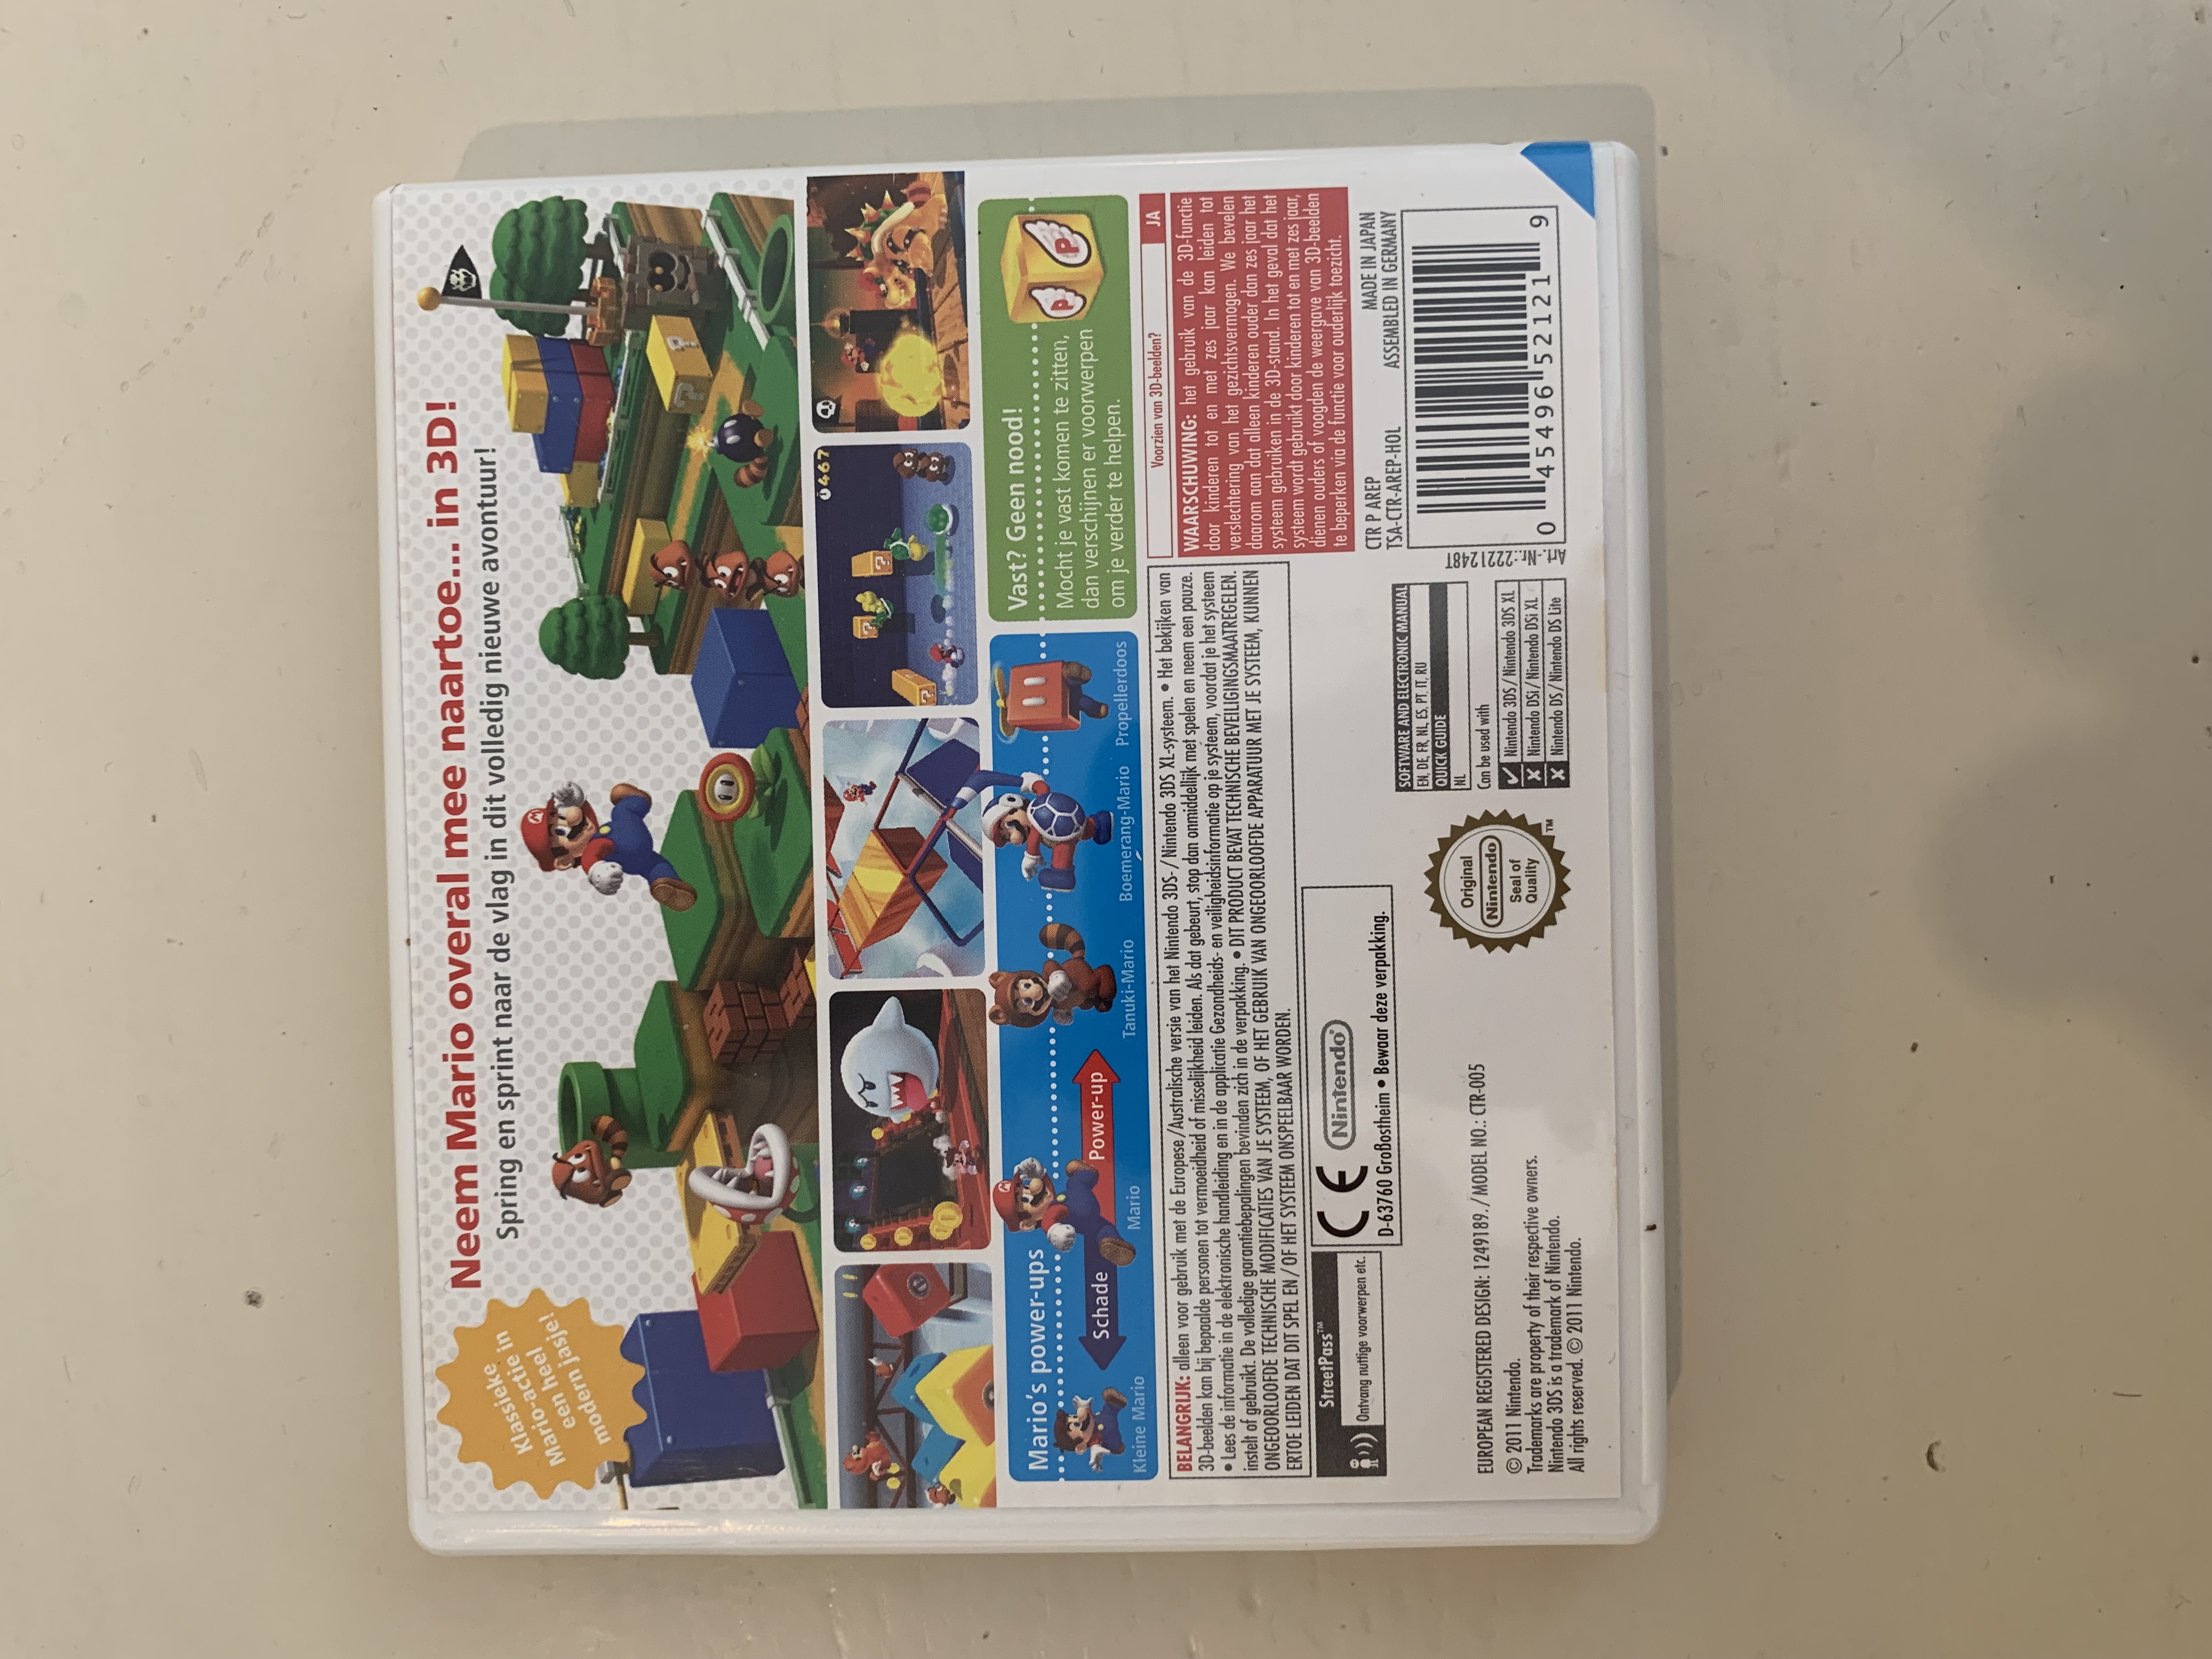 Neem Mario overal mee naartoe... in 3D!
Spring en sprint naar de vlag in dit volledig nieuwe avontuur!
Klassieke
Mario-actie in
een heel
modern jasje!
467
Mario's power-ups
Schade
Power-up
Kleine Mario
Mario
Tanuki-Mario
Boemerang-Mario
Propellerdoos
Vast? Geen nood!
Mocht je vast komen te zitten,
dan verschijnen er voorwerpen
om je verder te helpen.
P P
BELANGRIJK: alleen voor gebruik met de Europese/Australische versie van het Nintendo 3DS-/Nintendo 3DS XL-systeem. • Het bekijken van
3D-beelden kan bij bepaalde personen tot vermoeidheid of misselijkheid leiden. Als dat gebeurt, stop dan onmiddellijk met spelen en neem een pauze.
• Lees de informatie in de elektronische handleiding en in de applicatie Gezondheids- en veiligheidsinformatie op je systeem, voordat je het systeem
instelt of gebruikt. De volledige garantiebepalingen bevinden zich in de verpakking. • DIT PRODUCT BEVAT TECHNISCHE BEVEILIGINGSMAATREGELEN.
ONGEOORLOOFDE TECHNISCHE MODIFICATIES VAN JE SYSTEEM, OF HET GEBRUIK VAN ONGEOORLOOFDE APPARATUUR MET JE SYSTEEM, KUNNEN
ERTOE LEIDEN DAT DIT SPEL EN/OF HET SYSTEEM ONSPEELBAAR WORDEN.
Voorzien van 3D-beelden? JA
WAARSCHUWING: het gebruik van de 3D-functie
door kinderen tot en met zes jaar kan leiden tot
verslechtering van het gezichtsvermogen. We bevelen
daarom aan dat alleen kinderen ouder dan zes jaar het
systeem gebruiken in de 3D-stand. In het geval dat het
systeem wordt gebruikt door kinderen tot en met zes jaar,
dienen ouders of voogden de weergave van 3D-beelden
te beperken via de functie voor ouderlijk toezicht.
StreetPass™
Ontvang nuttige voorwerpen etc.
CE Nintendo®
D-63760 Großostheim • Bewaar deze verpakking.
CTR P AREP
TSA-CTR-AREP-HOL
MADE IN JAPAN
ASSEMBLED IN GERMANY
SOFTWARE AND ELECTRONIC MANUAL
EN, DE, FR, NL, ES, PT, IT, RU
QUICK GUIDE
NL
Can be used with
Nintendo 3DS/Nintendo 3DS XL
Nintendo DSi/Nintendo DSi XL
Nintendo DS/Nintendo DS Lite
Art.-Nr.:2221248T
0 45496 52121 9
Original
Nintendo
Seal of
Quality
™
EUROPEAN REGISTERED DESIGN: 1249189./MODEL NO.: CTR-005
© 2011 Nintendo.
Trademarks are property of their respective owners.
Nintendo 3DS is a trademark of Nintendo.
All rights reserved. © 2011 Nintendo.